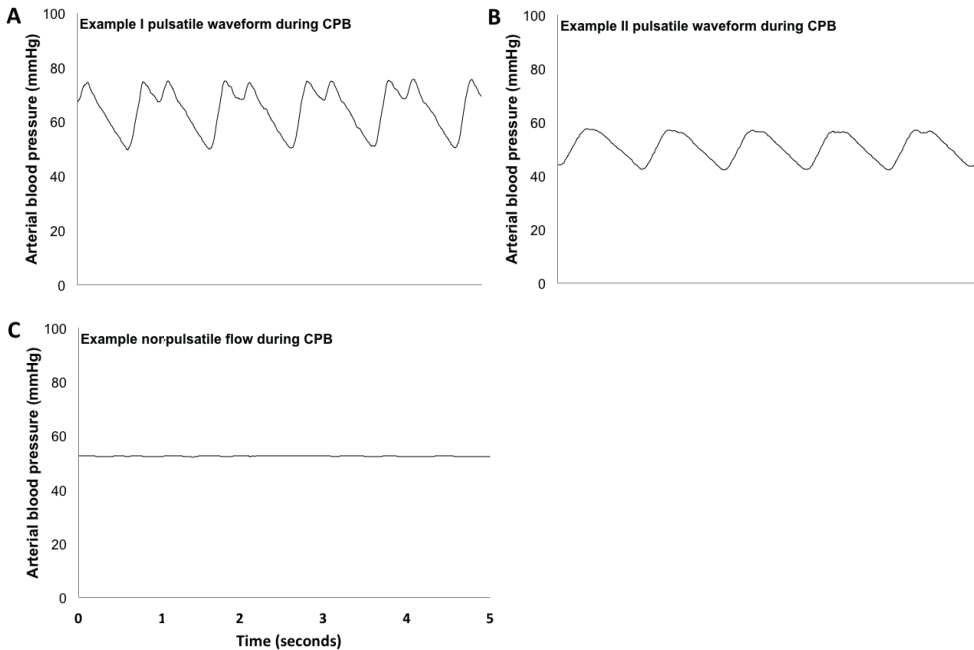 A
Example I pulsatile waveform during CPB
Arterial blood pressure (mmHg)
100
80
60
40
20
0
B
Example II pulsatile waveform during CPB
Arterial blood pressure (mmHg)
100
80
60
40
20
0
C
Example nor·pulsatile flow during CPB
Arterial blood pressure (mmHg)
100
80
60
40
20
0
0 1 2 3 4 5
Time (seconds)